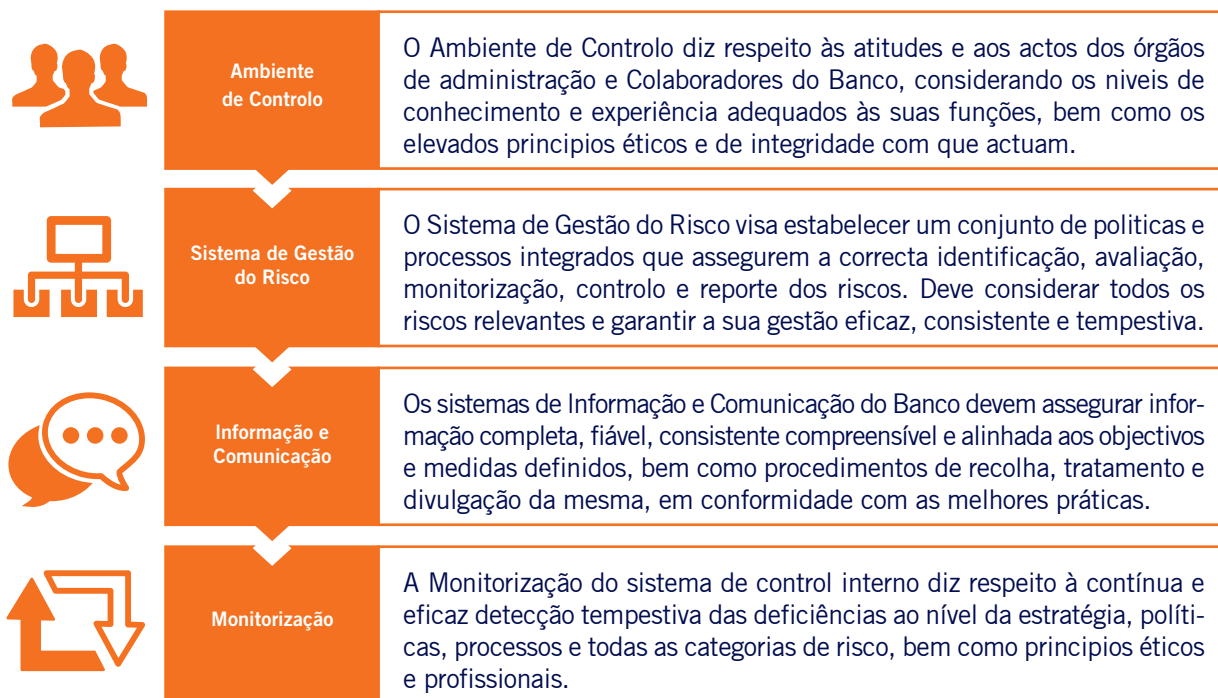 Ambiente
de Controlo
O Ambiente de Controlo diz respeito às atitudes e aos actos dos órgãos
de administração e Colaboradores do Banco, considerando os niveis de
conhecimento e experiência adequados às suas funções, bem como os
elevados principios éticos e de integridade com que actuam.
Sistema de Gestão
do Risco
O Sistema de Gestão do Risco visa estabelecer um conjunto de politicas e
processos integrados que assegurem a correcta identificação, avaliação,
monitorização, controlo e reporte dos riscos. Deve considerar todos os
riscos relevantes e garantir a sua gestão eficaz, consistente e tempestiva.
Informação e
Comunicação
Os sistemas de Informação e Comunicação do Banco devem assegurar infor-
mação completa, fiável, consistente compreensível e alinhada aos objectivos
e medidas definidos, bem como procedimentos de recolha, tratamento e
divulgação da mesma, em conformidade com as melhores práticas.
Monitorização
A Monitorização do sistema de control interno diz respeito à contínua e
eficaz detecção tempestiva das deficiências ao nível da estratégia, políti-
cas, processos e todas as categorias de risco, bem como principios éticos
e profissionais.